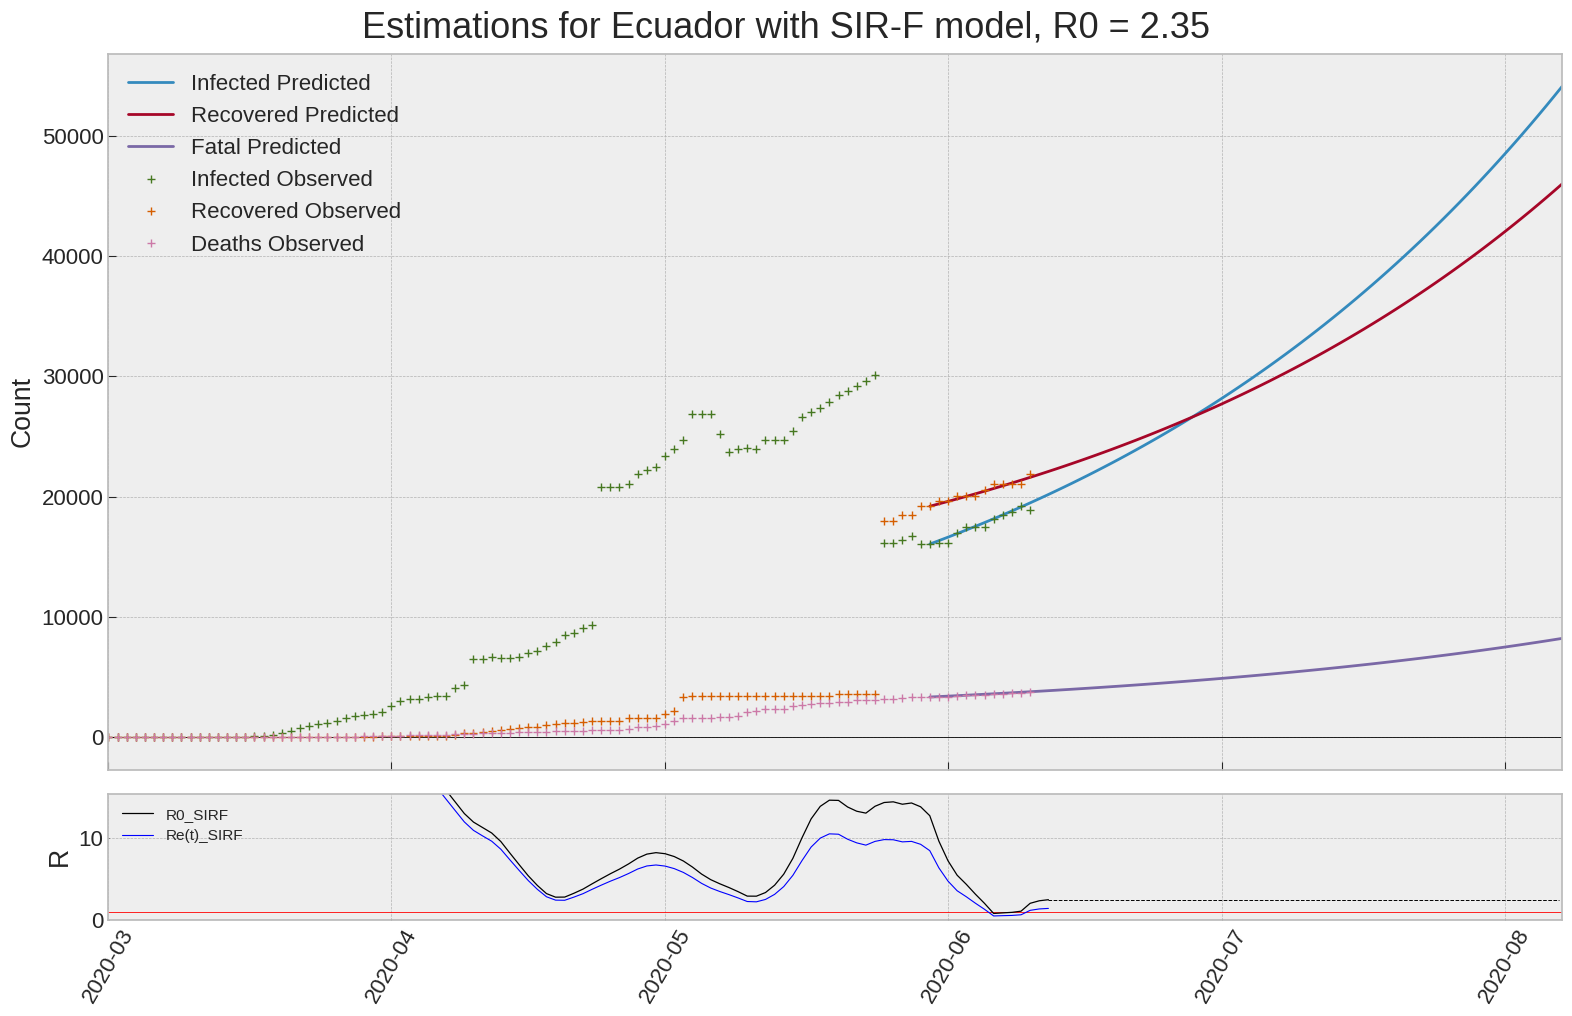 Estimations for Ecuador with SIR-F model, R0 = 2.35
Infected Predicted
Recovered Predicted
Fatal Predicted
Infected Observed
Recovered Observed
Deaths Observed
50000
40000
30000
20000
10000
0
Count
R0_SIRF
Re(t)_SIRF
10
0
R
2020-03
2020-04
2020-05
2020-06
2020-07
2020-08